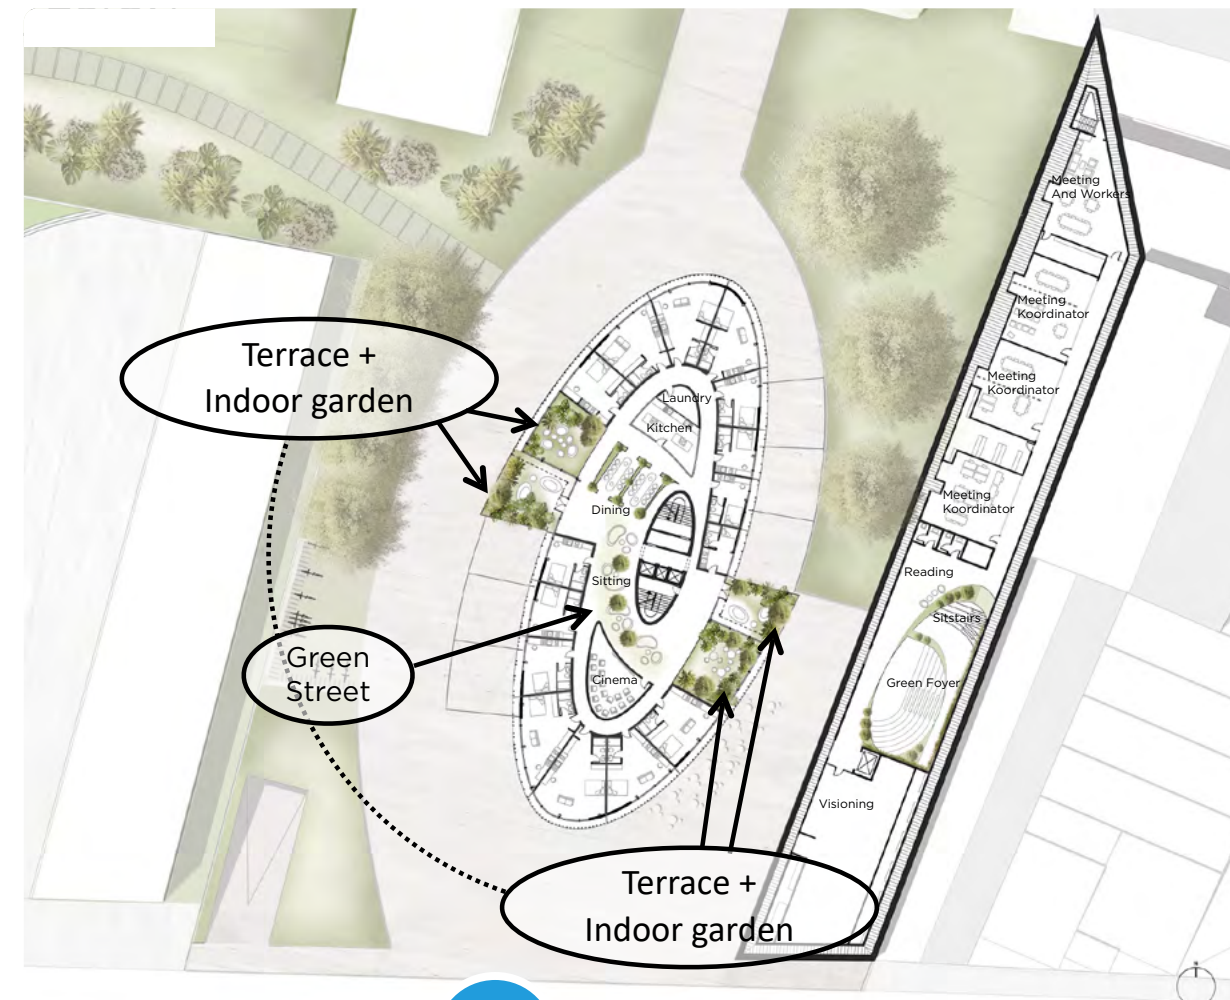 Meeting
And Workers
Meeting
Koordinator
Terrace +
Indoor garden
Meeting
Koordinator
Laundry
Kitchen
Meeting
Koordinator
Dining
Reading
Sitting
Sitstairs
Green
Street
Cinema
Green Foyer
Visioning
Terrace +
Indoor garden